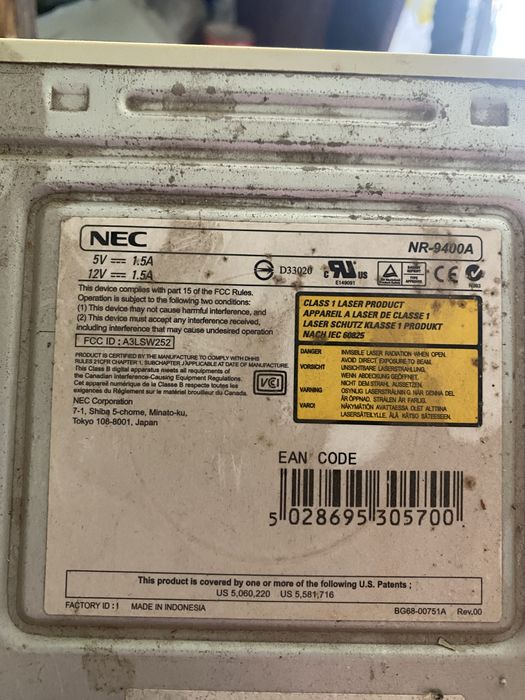 NEC
NR-9400A
5V 1.5A
12V 1.5A
D33020
c UR US
E149091
CE
N393
This device complies with part 15 of the FCC Rules.
Operation is subject to the following two conditions:
(1) This device may not cause harmful interference, and
(2) This device must accept any interference received,
including interference that may cause undesired operation
FCC ID : A3LSW252
PRODUCT IS CERTIFIED BY THE MANUFACTURE TO COMPLY WITH DHHS
RULES 21CFR CHAPTER 1. SUBCHAPTER J APPLICABLE AT DATE OF MANUFACTURE.
This Class B digital apparatus meets all requirements of
the Canadian Interference-Causing Equipment Regulations.
Cet appareil numérique de la Classe B respecte toutes les
exigences du Règlement sur le matériel brouilleur du Canada.
VCI
NEC Corporation
7-1, Shiba 5-chome, Minato-ku,
Tokyo 108-8001, Japan
CLASS 1 LASER PRODUCT
APPAREIL A LASER DE CLASSE 1
LASER SCHUTZ KLASSE 1 PRODUKT
NACH IEC 60825
DANGER INVISIBLE LASER RADIATION WHEN OPEN.
AVOID DIRECT EXPOSURE TO BEAM.
VORSICHT UNSICHTBARE LASERSTRAHLUNG,
WENN ABDECKUNG GEÖFFNET,
NICHT DEM STRAHL AUSSETZEN.
VARNING OSYNLIG LASERSTRÅLNING NÄR DENNA DEL
ÄR ÖPPNAD. STRÅLEN ÄR FARLIG.
VARO! NÄKYMÄTÖN AVATTAESSA OLET ALTTIINA
LASERSÄTEILYLLE. ÄLÄ KATSO SÄTEESEEN.
EAN CODE
5 028695 305700
This product is covered by one or more of the following U.S. Patents ;
US 5,060,220 US 5,581,716
FACTORY ID : I MADE IN INDONESIA
BG68-00751A Rev.00